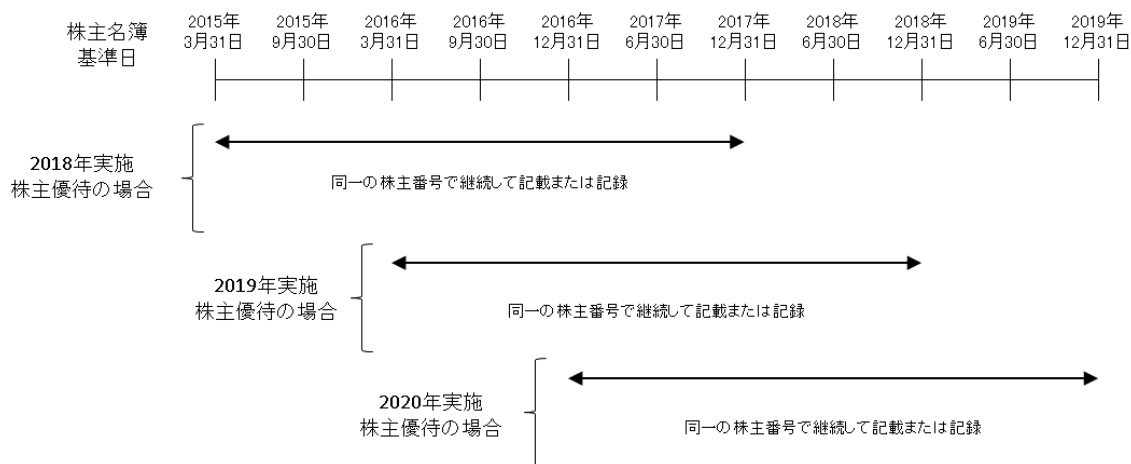 株主名簿
基準日
2015年
3月31日
2015年
9月30日
2016年
3月31日
2016年
9月30日
2016年
12月31日
2017年
6月30日
2017年
12月31日
2018年
6月30日
2018年
12月31日
2019年
6月30日
2019年
12月31日
2018年実施
株主優待の場合
同一の株主番号で継続して記載または記録
2019年実施
株主優待の場合
同一の株主番号で継続して記載または記録
2020年実施
株主優待の場合
同一の株主番号で継続して記載または記録